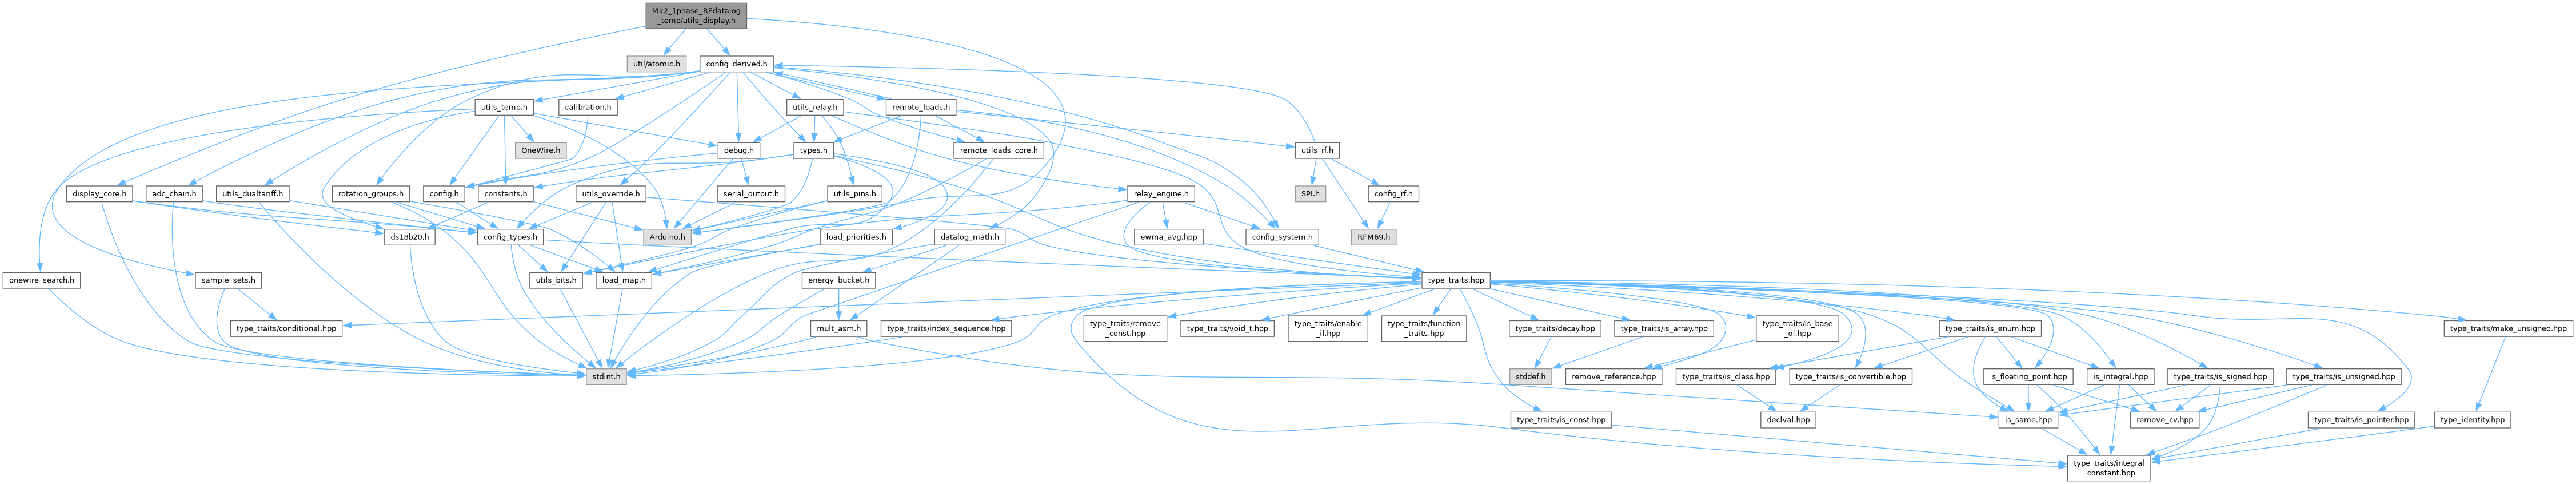 Mk2_1phase_RFdatalog
_temp/utils_display.h
util/atomic.h
config_derived.h
utils_temp.h
calibration.h
utils_relay.h
remote_loads.h
OneWire.h
debug.h
types.h
remote_loads_core.h
utils_rf.h
display_core.h
adc_chain.h
utils_dualtariff.h
rotation_groups.h
config.h
constants.h
utils_override.h
serial_output.h
utils_pins.h
relay_engine.h
SPI.h
config_rf.h
ds18b20.h
config_types.h
Arduino.h
load_priorities.h
datalog_math.h
ewma_avg.hpp
config_system.h
RFM69.h
onewire_search.h
sample_sets.h
utils_bits.h
load_map.h
energy_bucket.h
type_traits.hpp
type_traits/conditional.hpp
mult_asm.h
type_traits/index_sequence.hpp
type_traits/remove
_const.hpp
type_traits/void_t.hpp
type_traits/enable
_if.hpp
type_traits/function
_traits.hpp
type_traits/decay.hpp
type_traits/is_array.hpp
type_traits/is_base
_of.hpp
type_traits/is_enum.hpp
type_traits/make_unsigned.hpp
stdint.h
stddef.h
remove_reference.hpp
type_traits/is_class.hpp
type_traits/is_convertible.hpp
is_floating_point.hpp
is_integral.hpp
type_traits/is_signed.hpp
type_traits/is_unsigned.hpp
type_traits/is_const.hpp
declval.hpp
is_same.hpp
remove_cv.hpp
type_traits/is_pointer.hpp
type_identity.hpp
type_traits/integral
_constant.hpp